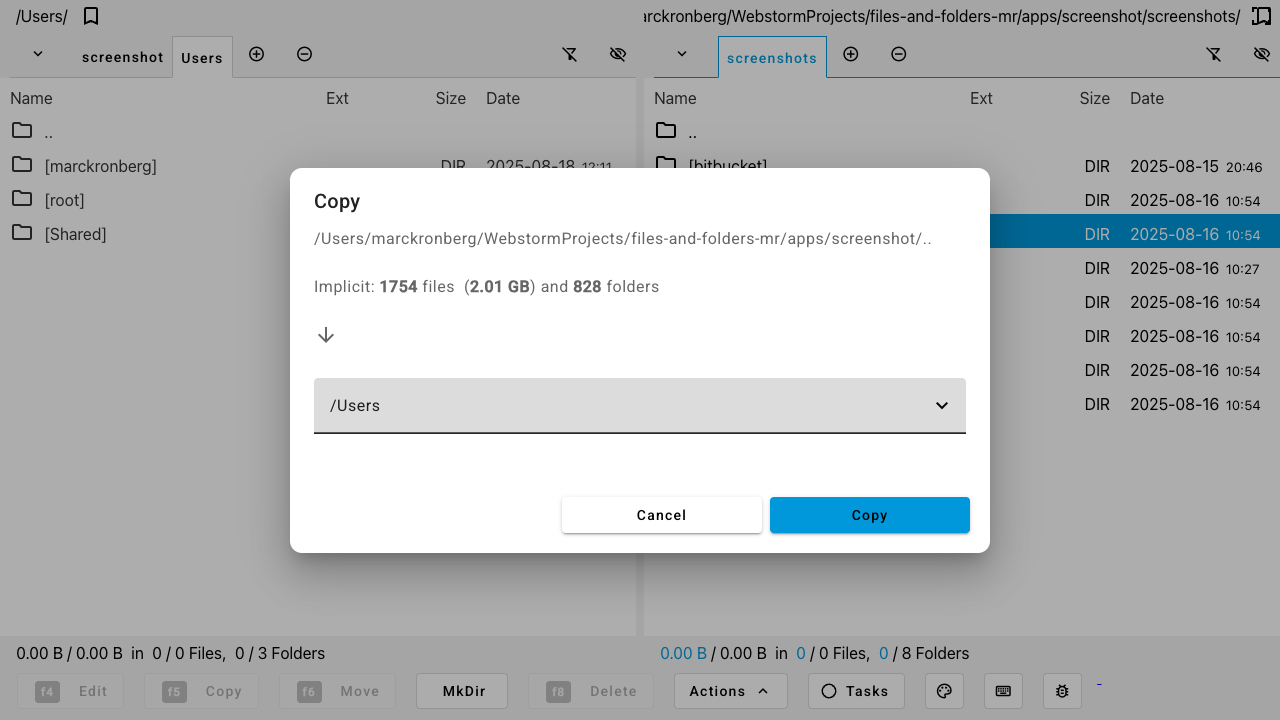 /Users/
arckronberg/WebstormProjects/files-and-folders-mr/apps/screenshot/screenshots/
screenshot Users
screenshots
Name Ext Size Date
Name Ext Size Date
..
..
[marckronberg] DIR 2025-08-18 12:11
[bitbucket] DIR 2025-08-15 20:46
[root]
DIR 2025-08-16 10:54
[Shared]
DIR 2025-08-16 10:54
DIR 2025-08-16 10:27
DIR 2025-08-16 10:54
DIR 2025-08-16 10:54
DIR 2025-08-16 10:54
DIR 2025-08-16 10:54
Copy
/Users/marckronberg/WebstormProjects/files-and-folders-mr/apps/screenshot/..
Implicit: 1754 files (2.01 GB) and 828 folders
/Users
Cancel Copy
0.00 B / 0.00 B in 0 / 0 Files, 0 / 3 Folders
0.00 B / 0.00 B in 0 / 0 Files, 0 / 8 Folders
f4 Edit f5 Copy f6 Move MkDir f8 Delete Actions Tasks